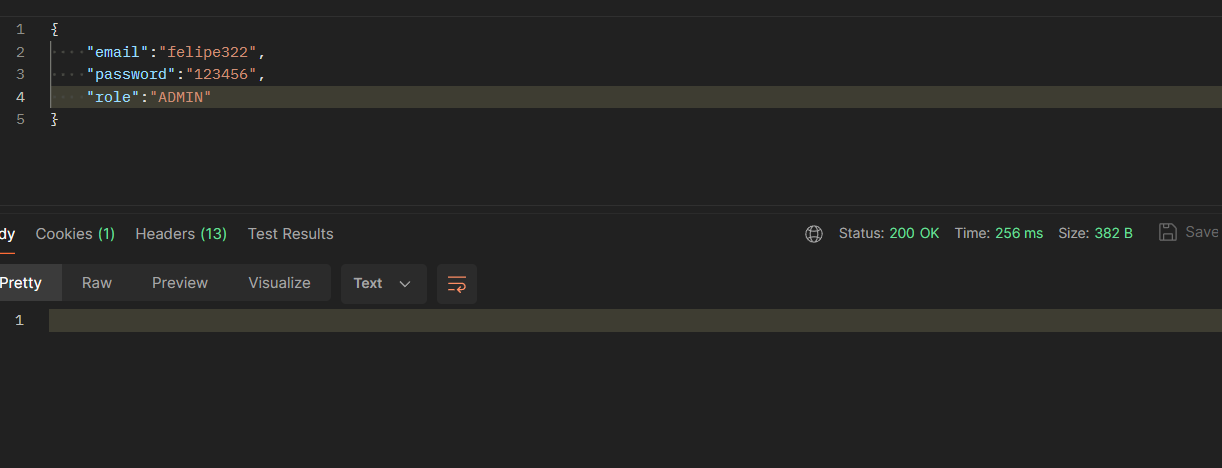 1 {
2 "email":"felipe322",
3 "password":"123456",
4 "role":"ADMIN"
5 }
dy Cookies (1) Headers (13) Test Results Status: 200 OK Time: 256 ms Size: 382 B Save
Pretty Raw Preview Visualize Text
1